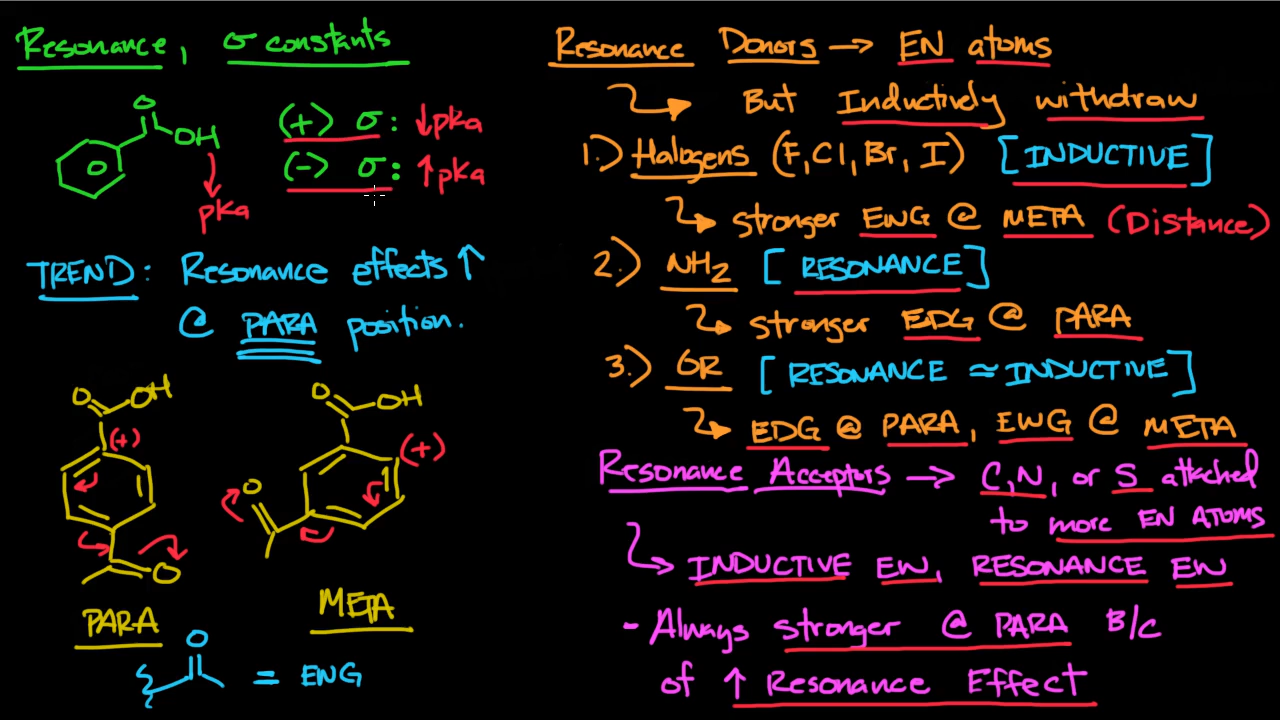 Resonance, σ constants
O
OH
O
pKa
(+) σ: ↓pKa
(-) σ: ↑pKa
TREND: Resonance effects ↑
@ PARA position.
O OH
(+)
O
PARA
O OH
(+)
O
META
O
= EWG
Resonance Donors → EN atoms
But Inductively withdraw
1.) Halogens (F, Cl, Br, I) [INDUCTIVE]
stronger EWG @ META (Distance)
2.) NH2 [RESONANCE]
stronger EDG @ PARA
3.) OR [RESONANCE ≈ INDUCTIVE]
EDG @ PARA, EWG @ META
Resonance Acceptors → C, N, or S attached
to more EN ATOMS
INDUCTIVE EW, RESONANCE EW
- Always stronger @ PARA B/c
of ↑ Resonance Effect